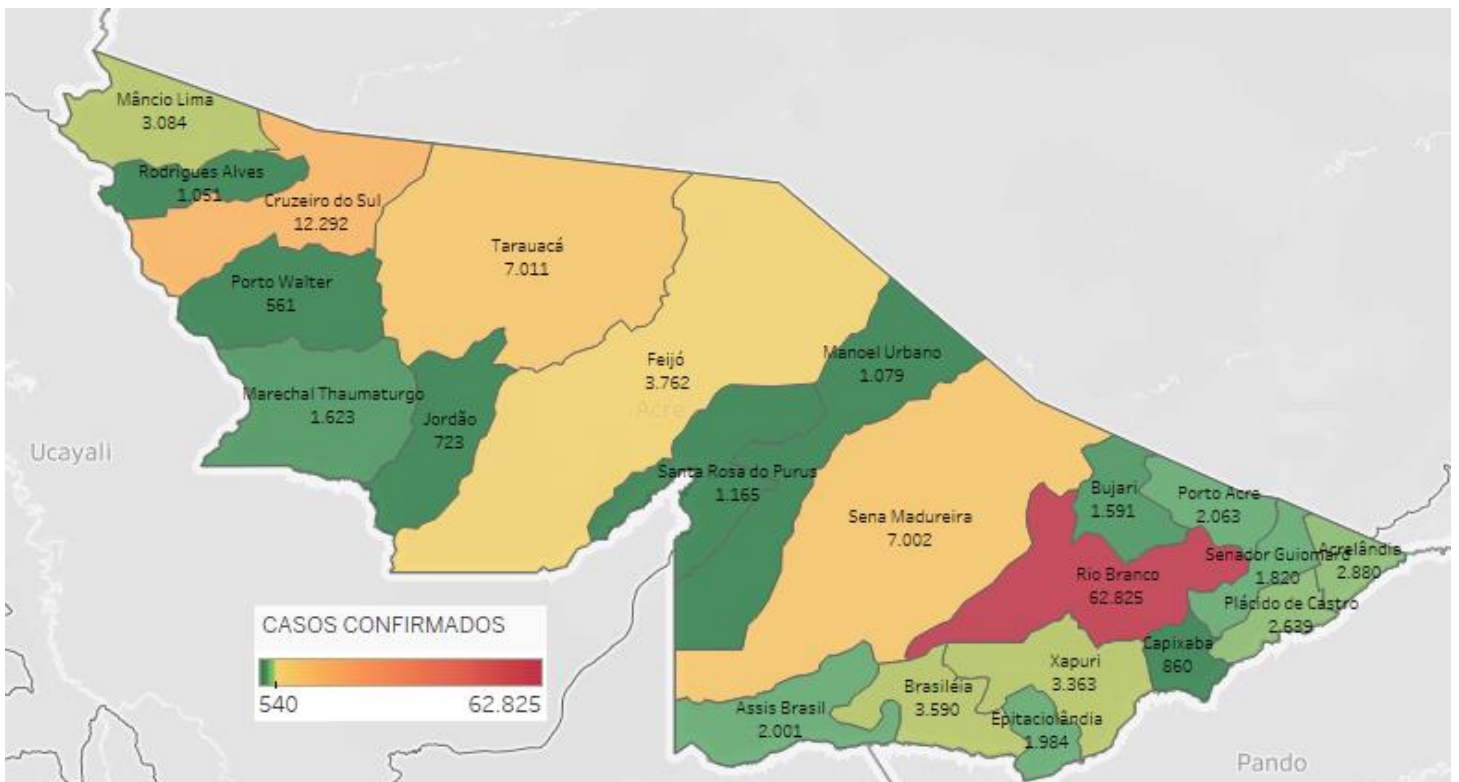 Mâncio Lima
3.084
Rodrigues Alves
1.051
Cruzeiro do Sul
12.292
Tarauacá
7.011
Porto Walter
561
Feijó
3.762
Acre
Manoel Urbano
1.079
Marechal Thaumaturgo
1.623
Jordão
723
Ucayali
Santa Rosa do Purus
1.165
Sena Madureira
7.002
Bujari
1.591
Porto Acre
2.063
Senador Guiomard
1.820
Acrelândia
2.880
Rio Branco
62.825
Plácido de Castro
2.639
Capixaba
860
Xapuri
3.363
Brasiléia
3.590
Epitaciolândia
1.984
Assis Brasil
2.001
Pando
CASOS CONFIRMADOS
540
62.825